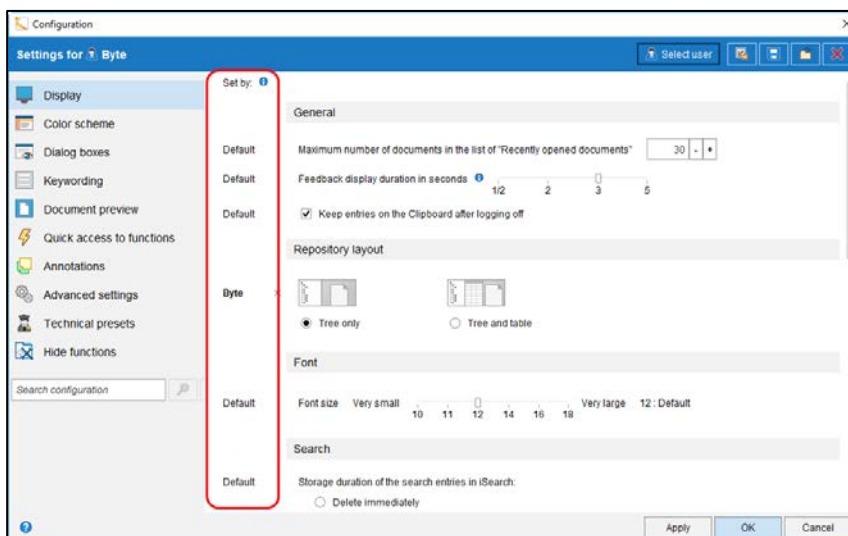 Configuration
Settings for Byte
Select user
Display
Color scheme
Dialog boxes
Keywording
Document preview
Quick access to functions
Annotations
Advanced settings
Technical presets
Hide functions
Search configuration
Set by:
General
Default Maximum number of documents in the list of "Recently opened documents" 30 - +
Default Feedback display duration in seconds
1/2 2 3 5
Default Keep entries on the Clipboard after logging off
Repository layout
Byte
Tree only Tree and table
Font
Default Font size Very small Very large 12 : Default
10 11 12 14 16 18
Search
Default Storage duration of the search entries in iSearch:
Delete immediately
Apply OK Cancel